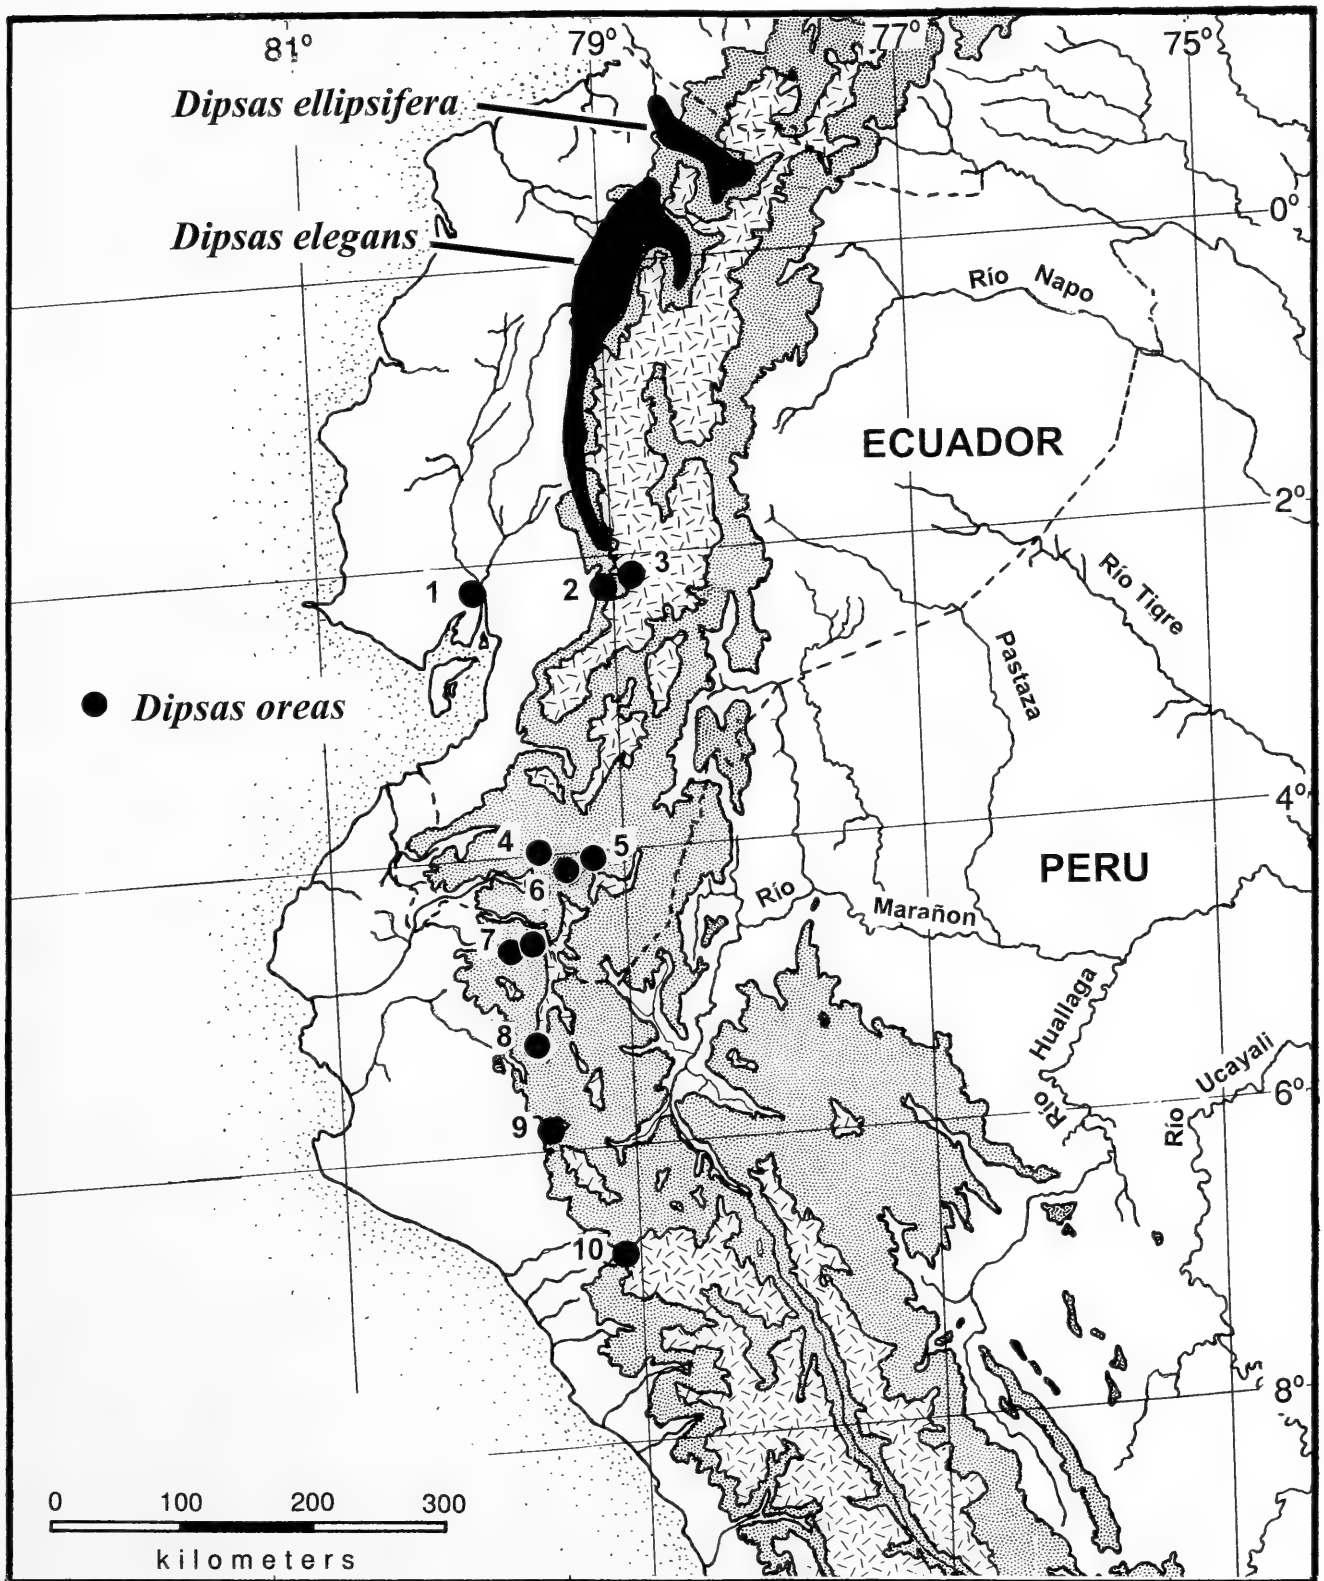 81° 79° 77° 75°
Dipsas ellipsifera
Dipsas elegans
0°
Río Napo
ECUADOR
2°
1 2 3
Río Tigre
Pastaza
Dipsas oreas
4°
4 5
6
PERU
Río Marañon
7
Río Huallaga
8
Río Ucayali
6°
9
10
8°
0 100 200 300
kilometers